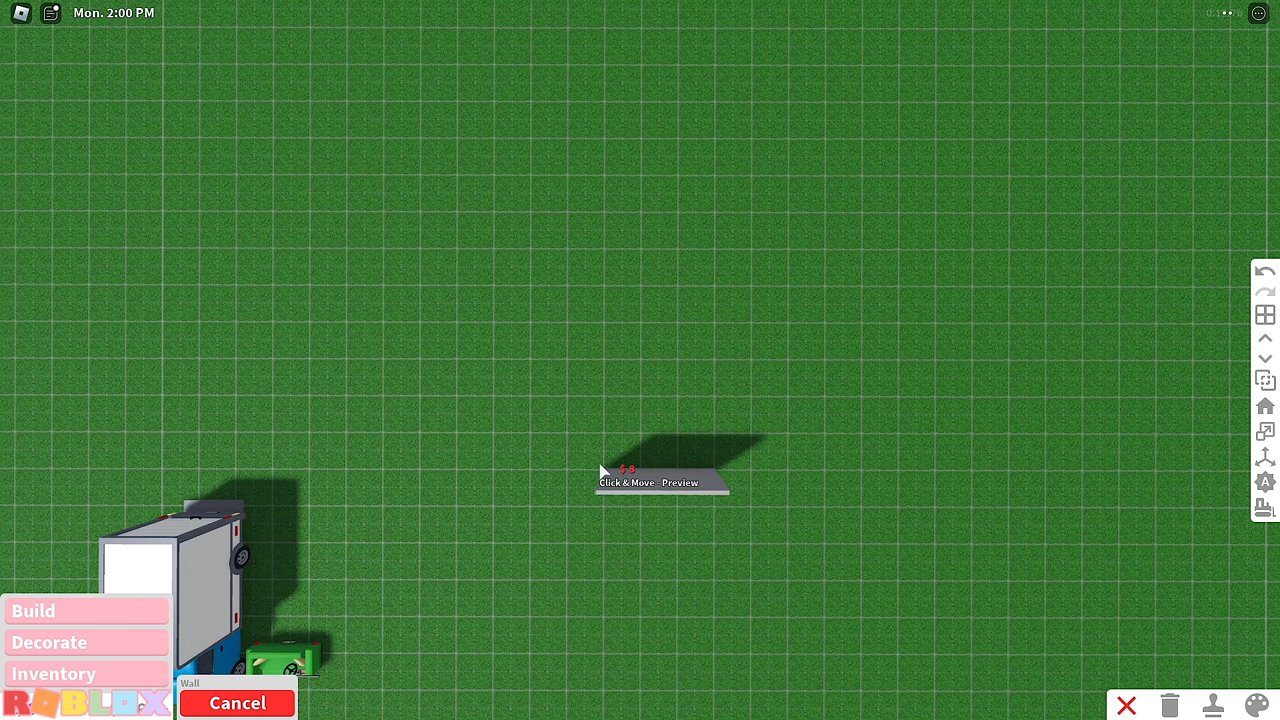 Mon. 2:00 PM
$ 8
Click & Move - Preview
Build
Decorate
Inventory
ROBLOX
Wall
Cancel
A
L